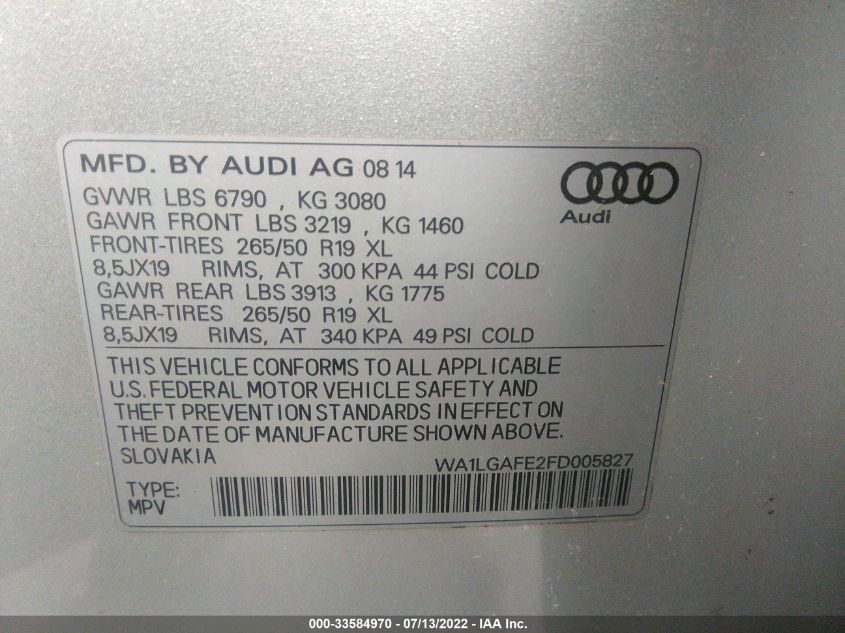 MFD. BY AUDI AG 08 14
GVWR LBS 6790 , KG 3080
GAWR FRONT LBS 3219 , KG 1460
FRONT-TIRES 265/50 R19 XL
8,5JX19 RIMS, AT 300 KPA 44 PSI COLD
GAWR REAR LBS 3913 , KG 1775
REAR-TIRES 265/50 R19 XL
8,5JX19 RIMS, AT 340 KPA 49 PSI COLD
Audi
THIS VEHICLE CONFORMS TO ALL APPLICABLE
U.S. FEDERAL MOTOR VEHICLE SAFETY AND
THEFT PREVENTION STANDARDS IN EFFECT ON
THE DATE OF MANUFACTURE SHOWN ABOVE.
SLOVAKIA
WA1LGAFE2FD005827
TYPE:
MPV
000-33584970 - 07/13/2022 - IAA Inc.